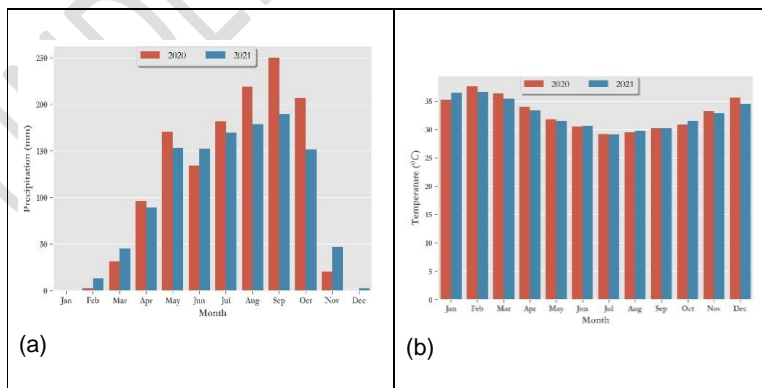 2020 2021
250
200
150
100
50
0
Precipitation (mm)
Jan Feb Mar Apr May Jun Jul Aug Sep Oct Nov Dec
Month
(a)
2020 2021
35
30
25
20
15
10
5
0
Temperature (°C)
Jan Feb Mar Apr May Jun Jul Aug Sep Oct Nov Dec
Month
(b)